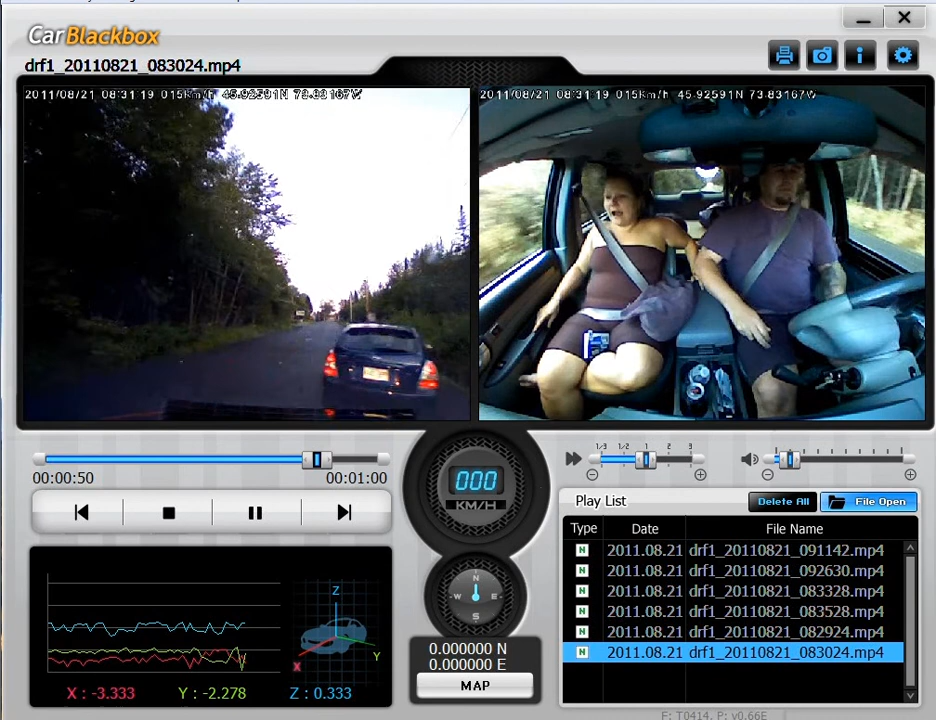 CarBlackbox
drf1_20110821_083024.mp4
2011/08/21 08:31:19 015Km/h 45.92591N 73.83167W
2011/08/21 08:31:19 015Km/h 45.92591N 73.83167W
00:00:50
00:01:00
1/3 1/2 1 2 3
000
KM/H
Play List
Delete All
File Open
Type Date File Name
N 2011.08.21 drf1_20110821_091142.mp4
N 2011.08.21 drf1_20110821_092630.mp4
N 2011.08.21 drf1_20110821_083328.mp4
N 2011.08.21 drf1_20110821_083528.mp4
N 2011.08.21 drf1_20110821_082924.mp4
N 2011.08.21 drf1_20110821_083024.mp4
Z
Y
X
X : -3.333 Y : -2.278 Z : 0.333
N
W E
S
0.000000 N
0.000000 E
MAP
F: T0414, P: v0.66E